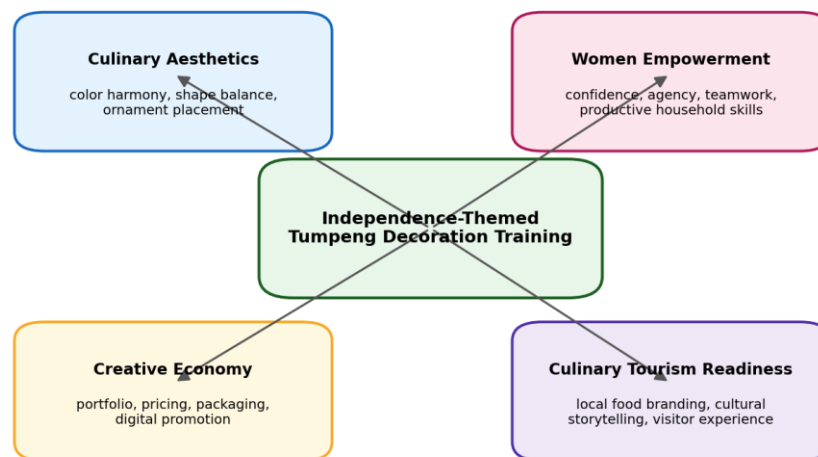 Culinary Aesthetics
color harmony, shape balance,
ornament placement
Women Empowerment
confidence, agency, teamwork,
productive household skills
Independence-Themed
Tumpeng Decoration Training
Creative Economy
portfolio, pricing, packaging,
digital promotion
Culinary Tourism Readiness
local food branding, cultural
storytelling, visitor experience